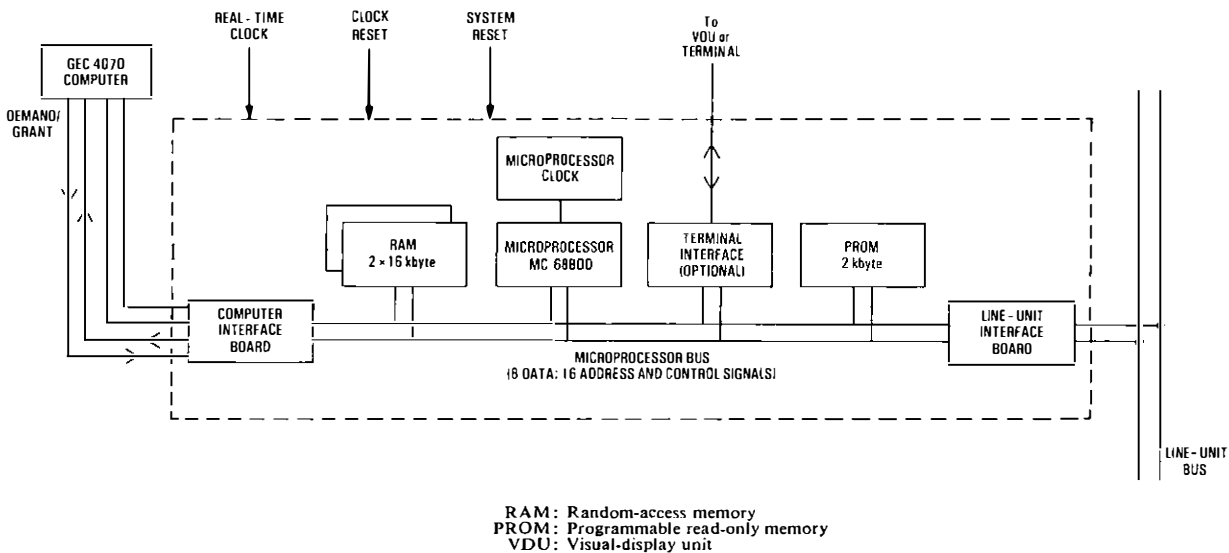 REAL-TIME
CLOCK
CLOCK
RESET
SYSTEM
RESET
To
VDU or
TERMINAL
GEC 4070
COMPUTER
DEMAND/
GRANT
MICROPROCESSOR
CLOCK
RAM
2 × 16 kbyte
MICROPROCESSOR
MC 6800
TERMINAL
INTERFACE
(OPTIONAL)
PROM
2 kbyte
COMPUTER
INTERFACE
BOARD
LINE-UNIT
INTERFACE
BOARD
MICROPROCESSOR BUS
(8 DATA: 16 ADDRESS AND CONTROL SIGNALS)
LINE-UNIT
BUS
RAM: Random-access memory
PROM: Programmable read-only memory
VDU: Visual-display unit